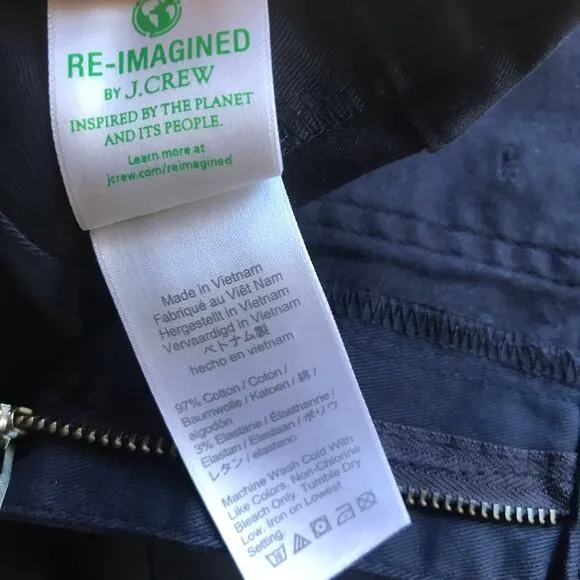 RE-IMAGINED
BY J.CREW
INSPIRED BY THE PLANET
AND ITS PEOPLE.
Learn more at
jcrew.com/reimagined
Made in Vietnam
Fabriqué au Viêt Nam
Hergestellt in Vietnam
Vervaardigd in Vietnam
ベトナム製
hecho en vietnam
97% Cotton / Coton /
Baumwolle / Katoen / 綿 /
algodón
3% Elastane / Élasthanne /
Elastan / Elastaan / ポリウ
レタン / elastano
Machine Wash Cold With
Like Colors. Non-Chlorine
Bleach Only. Tumble Dry
Low. Iron on Lowest
Setting.